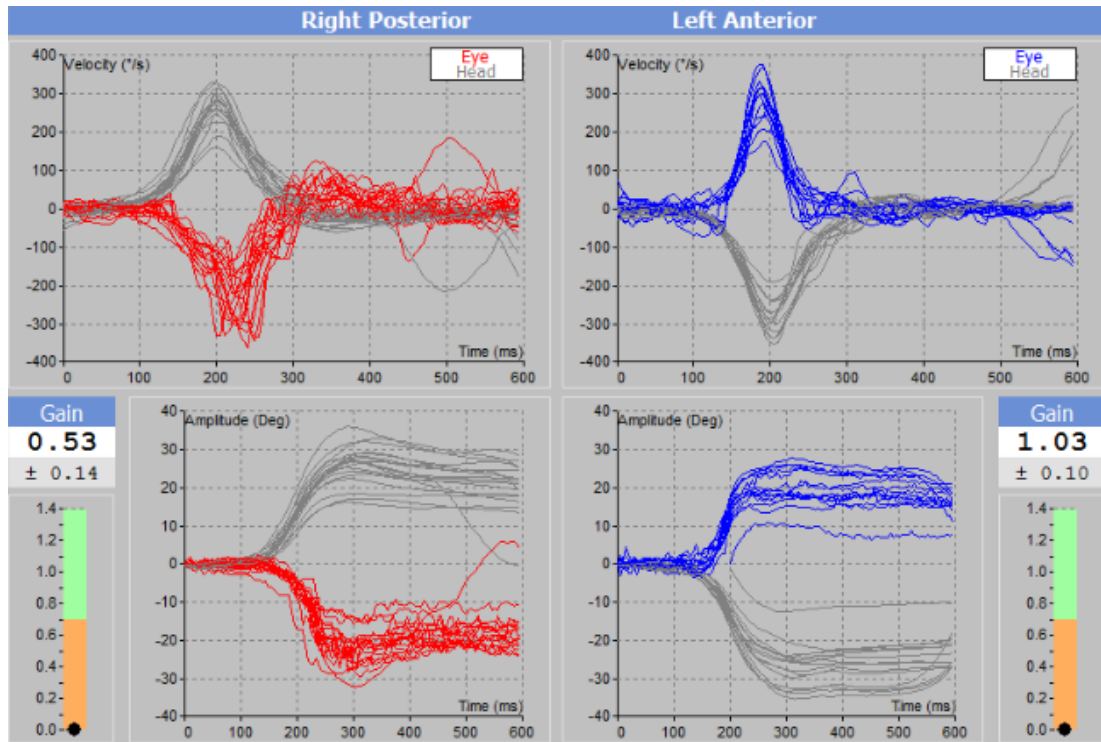 Right Posterior
Left Anterior
400
Velocity (°/s)
Eye
Head
300
200
100
0
-100
-200
-300
-400
Time (ms)
0 100 200 300 400 500 600
400
Velocity (°/s)
Eye
Head
300
200
100
0
-100
-200
-300
-400
Time (ms)
0 100 200 300 400 500 600
Gain
0.53
± 0.14
1.4
1.2
1.0
0.8
0.6
0.4
0.2
0.0
40
Amplitude (Deg)
30
20
10
0
-10
-20
-30
-40
Time (ms)
0 100 200 300 400 500 600
40
Amplitude (Deg)
30
20
10
0
-10
-20
-30
-40
Time (ms)
0 100 200 300 400 500 600
Gain
1.03
± 0.10
1.4
1.2
1.0
0.8
0.6
0.4
0.2
0.0